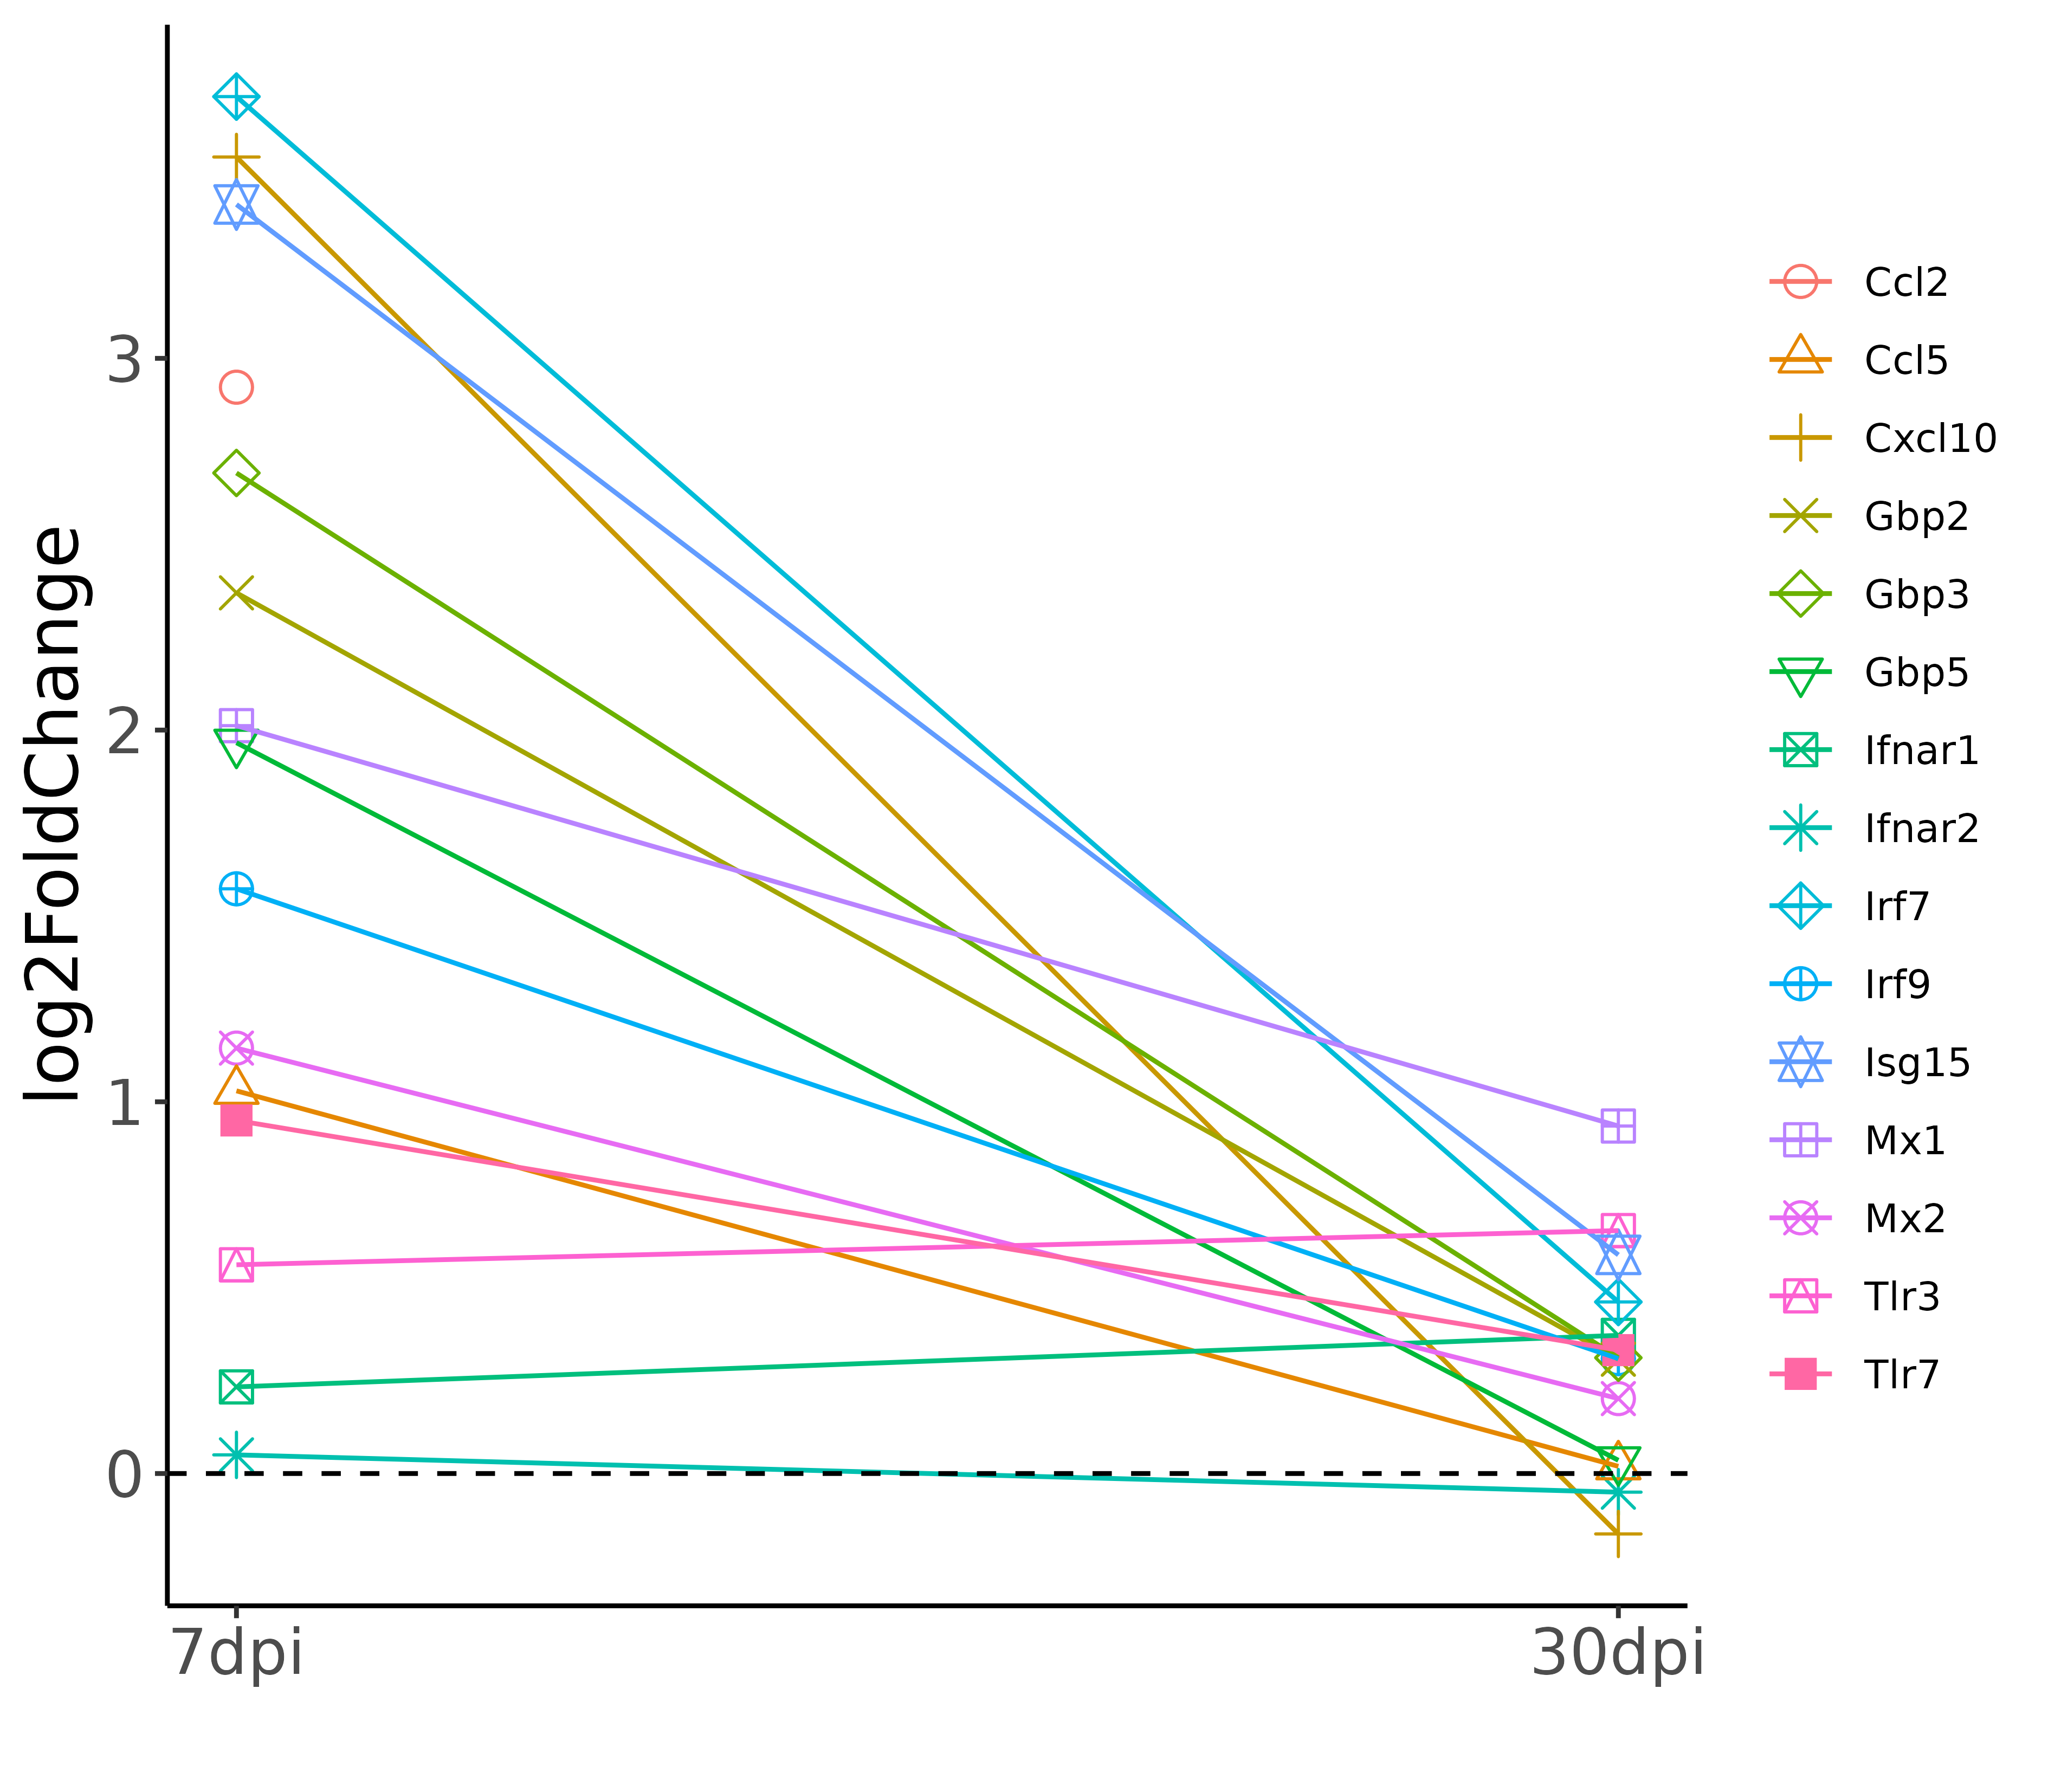 log2FoldChange
3
2
1
0
7dpi
30dpi
Ccl2
Ccl5
Cxcl10
Gbp2
Gbp3
Gbp5
Ifnar1
Ifnar2
Irf7
Irf9
Isg15
Mx1
Mx2
Tlr3
Tlr7